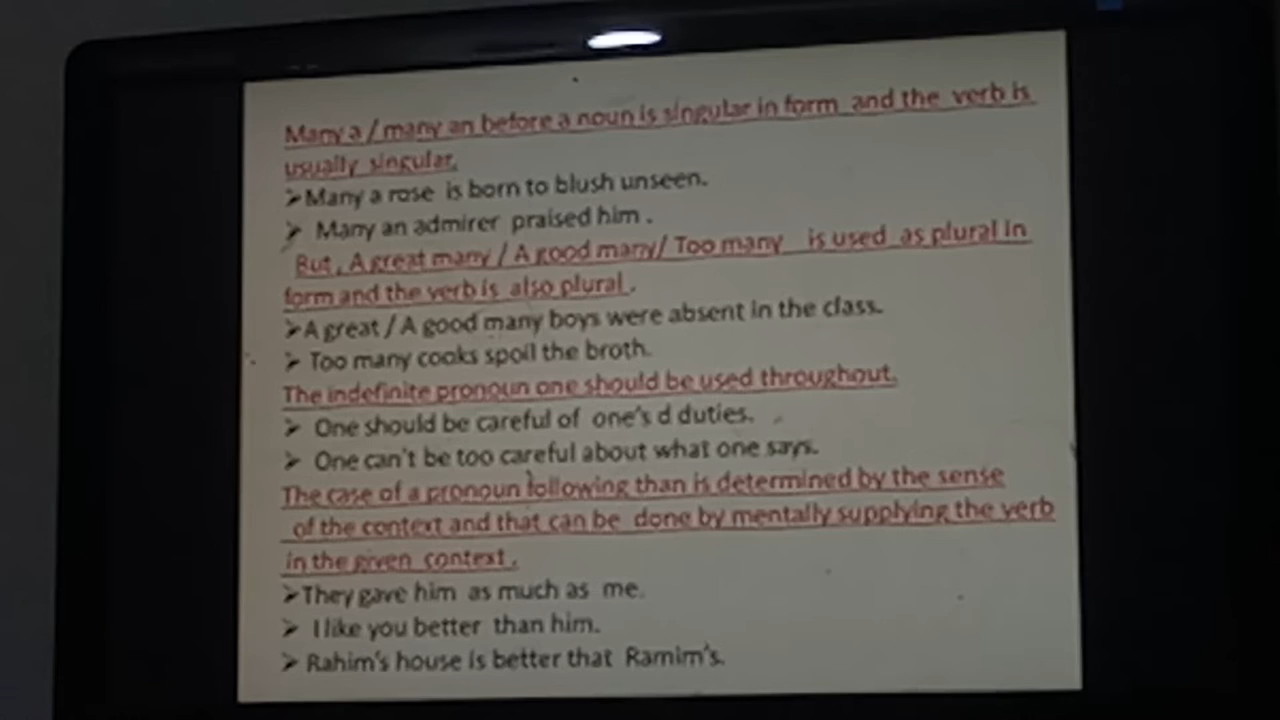 Many a / many an before a noun is singular in form and the verb is
usually singular.
➢Many a rose is born to blush unseen.
➢ Many an admirer praised him .
But , A great many / A good many/ Too many is used as plural in
form and the verb is also plural .
➢A great / A good many boys were absent in the class.
➢ Too many cooks spoil the broth.
The indefinite pronoun one should be used throughout.
➢ One should be careful of one's d duties.
➢ One can't be too careful about what one says.
The case of a pronoun following than is determined by the sense
of the context and that can be done by mentally supplying the verb
in the given context .
➢They gave him as much as me.
➢ I like you better than him.
➢ Rahim's house is better that Ramim's.